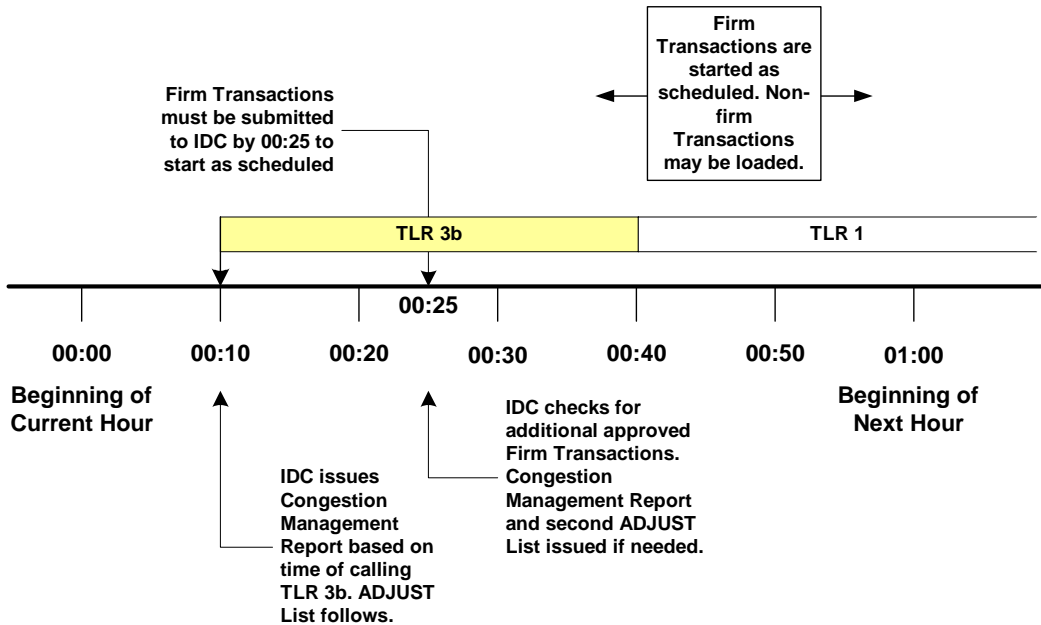 Firm
Transactions are
started as
scheduled. Non-
firm
Transactions
may be loaded.
Firm Transactions
must be submitted
to IDC by 00:25 to
start as scheduled
TLR 3b
TLR 1
00:25
00:00
00:10
00:20
00:30
00:40
00:50
01:00
Beginning of
Current Hour
Beginning of
Next Hour
IDC checks for
additional approved
Firm Transactions.
Congestion
Management Report
and second ADJUST
List issued if needed.
IDC issues
Congestion
Management
Report based on
time of calling
TLR 3b. ADJUST
List follows.